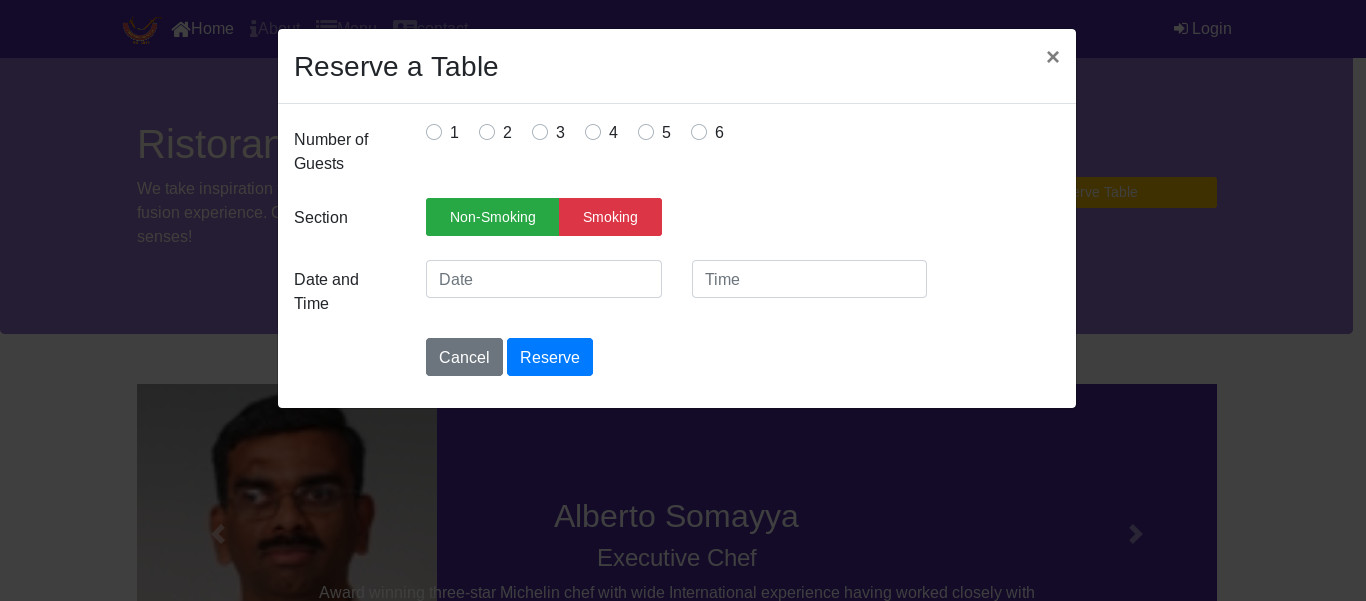 Home About Menu contact Login
Reserve a Table ×
Number of Guests
1 2 3 4 5 6
Section
Non-Smoking Smoking
Date and Time
Date Time
Cancel Reserve
Ristoran
We take inspiration
fusion experience.
senses!
Table
Alberto Somayya
Executive Chef
Award winning three-star Michelin chef with wide International experience having worked closely with